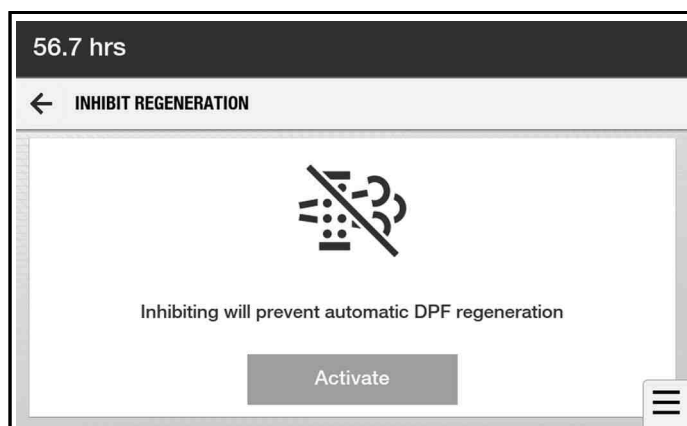 56.7 hrs
INHIBIT REGENERATION
Inhibiting will prevent automatic DPF regeneration
Activate